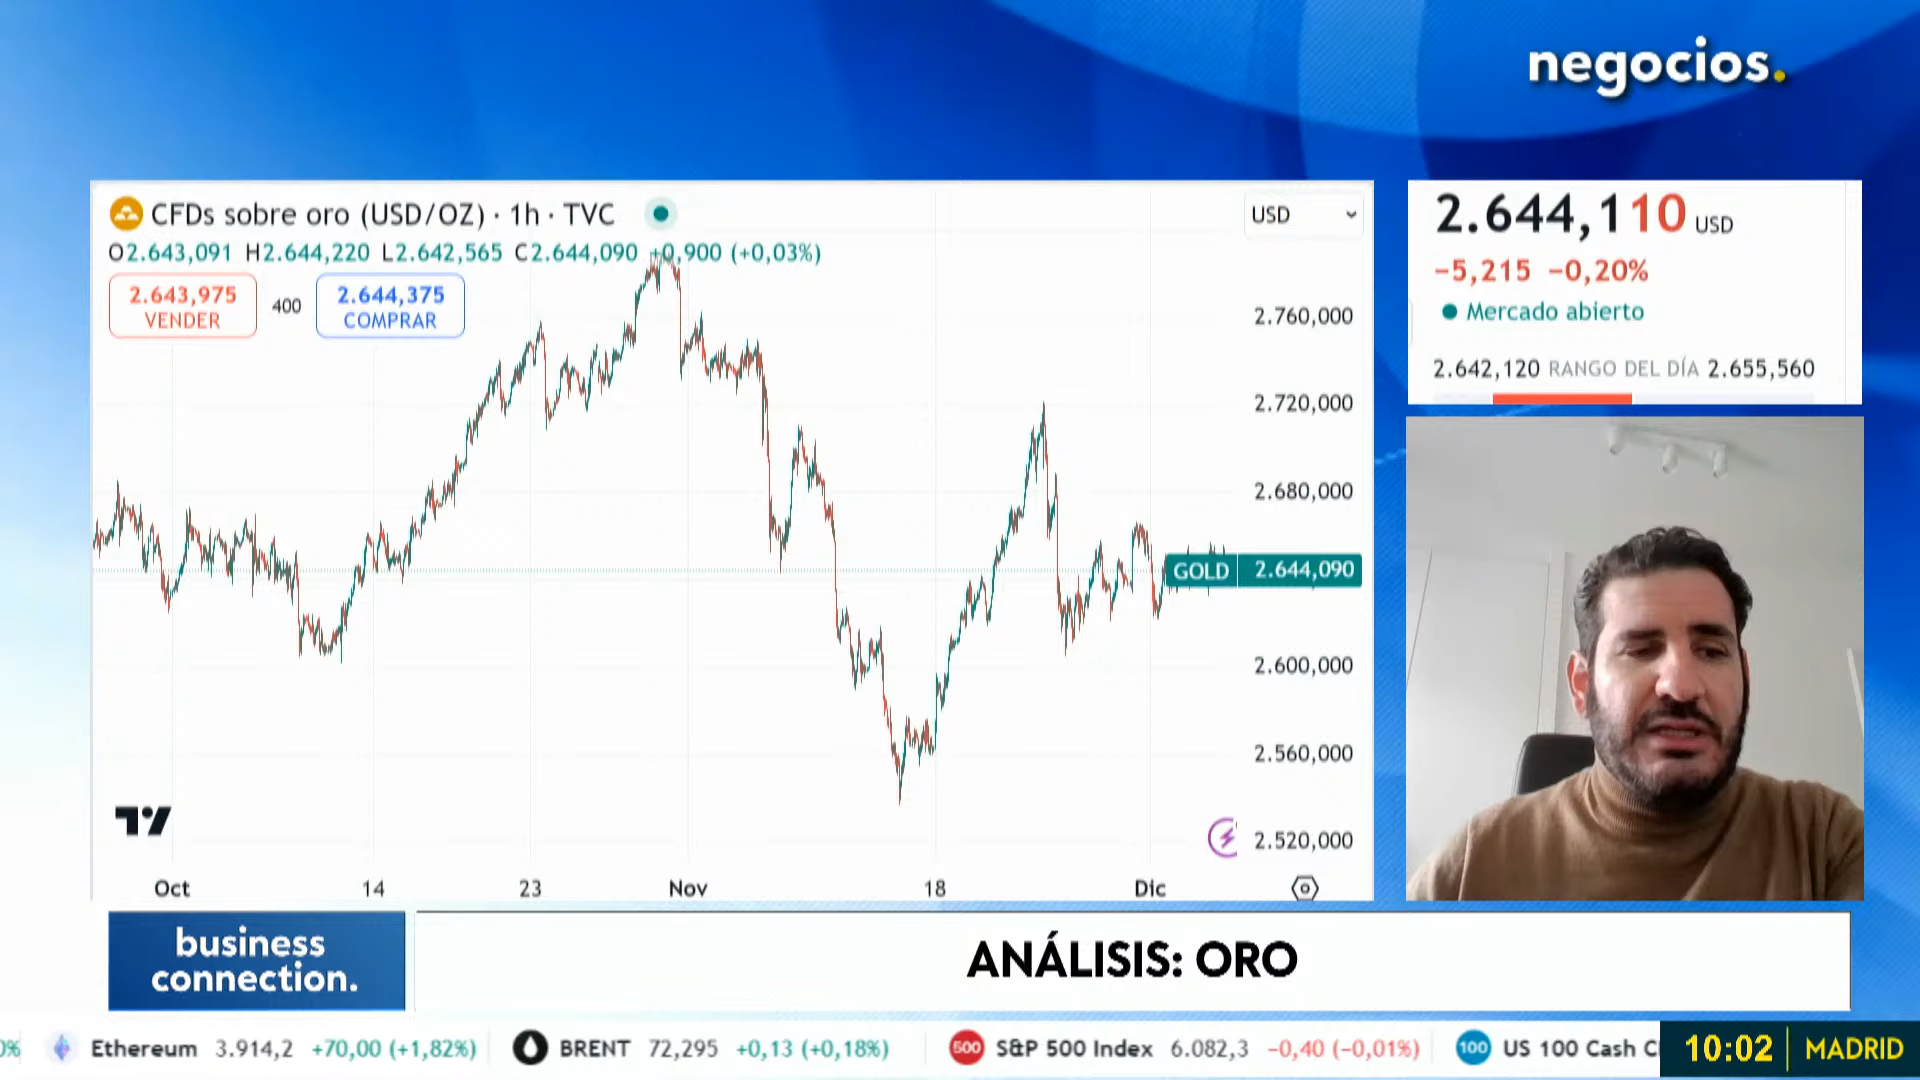 negocios.
CFDs sobre oro (USD/OZ) · 1h · TVC
O2.643,091 H2.644,220 L2.642,565 C2.644,090 +0,900 (+0,03%)
2.643,975
VENDER
400
2.644,375
COMPRAR
USD
2.760,000
2.720,000
2.680,000
GOLD 2.644,090
2.600,000
2.560,000
2.520,000
Oct 14 23 Nov 18 Dic
2.644,110 USD
−5,215 −0,20%
Mercado abierto
2.642,120 RANGO DEL DÍA 2.655,560
business
connection.
ANÁLISIS: ORO
0% Ethereum 3.914,2 +70,00 (+1,82%) BRENT 72,295 +0,13 (+0,18%) 500 S&P 500 Index 6.082,3 −0,40 (−0,01%) 100 US 100 Cash
10:02 MADRID